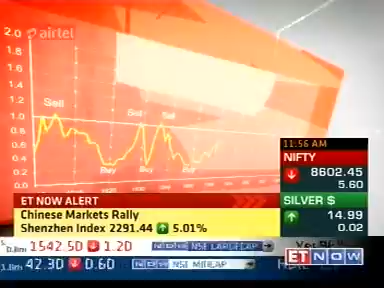 airtel
2.0
1.8
1.6
1.4
1.2
1.0
0.8
0.6
0.4
0.2
Sell
Sell
Sell
Buy
Buy
Buy
11:56 AM
NIFTY
8602.45
5.60
SILVER $
14.99
0.02
ET NOW ALERT
Chinese Markets Rally
Shenzhen Index 2291.44 5.01%
1542.50 1.20
NSE LARGECAP
42.30 0.60
NSE MIDCAP
ET NOW